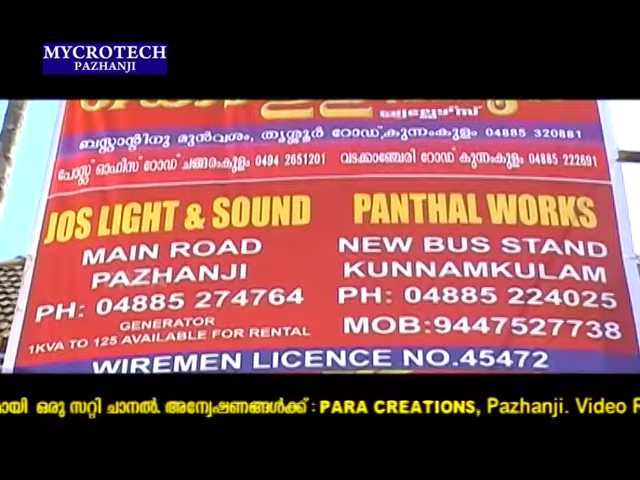 MYCROTECH
PAZHANJI
ബസ്സ്റ്റാന്റിനു മുൻവശം, തൃശ്ശൂർ റോഡ്,കുന്നംകുളം 04885 320881
പോസ്റ്റ് ഓഫീസ് റോഡ് ചങ്ങരംകുളം 0494 2651201 വടക്കാഞ്ചേരി റോഡ് കുന്നംകുളം 04885 222691
JOS LIGHT & SOUND PANTHAL WORKS
MAIN ROAD NEW BUS STAND
PAZHANJI KUNNAMKULAM
PH: 04885 274764 PH: 04885 224025
GENERATOR MOB:9447527738
1KVA TO 125 AVAILABLE FOR RENTAL
WIREMEN LICENCE NO.45472
ഒരു സറ്റി ചാനൽ. അന്വേഷണങ്ങൾക്ക് : PARA CREATIONS, Pazhanji. Video